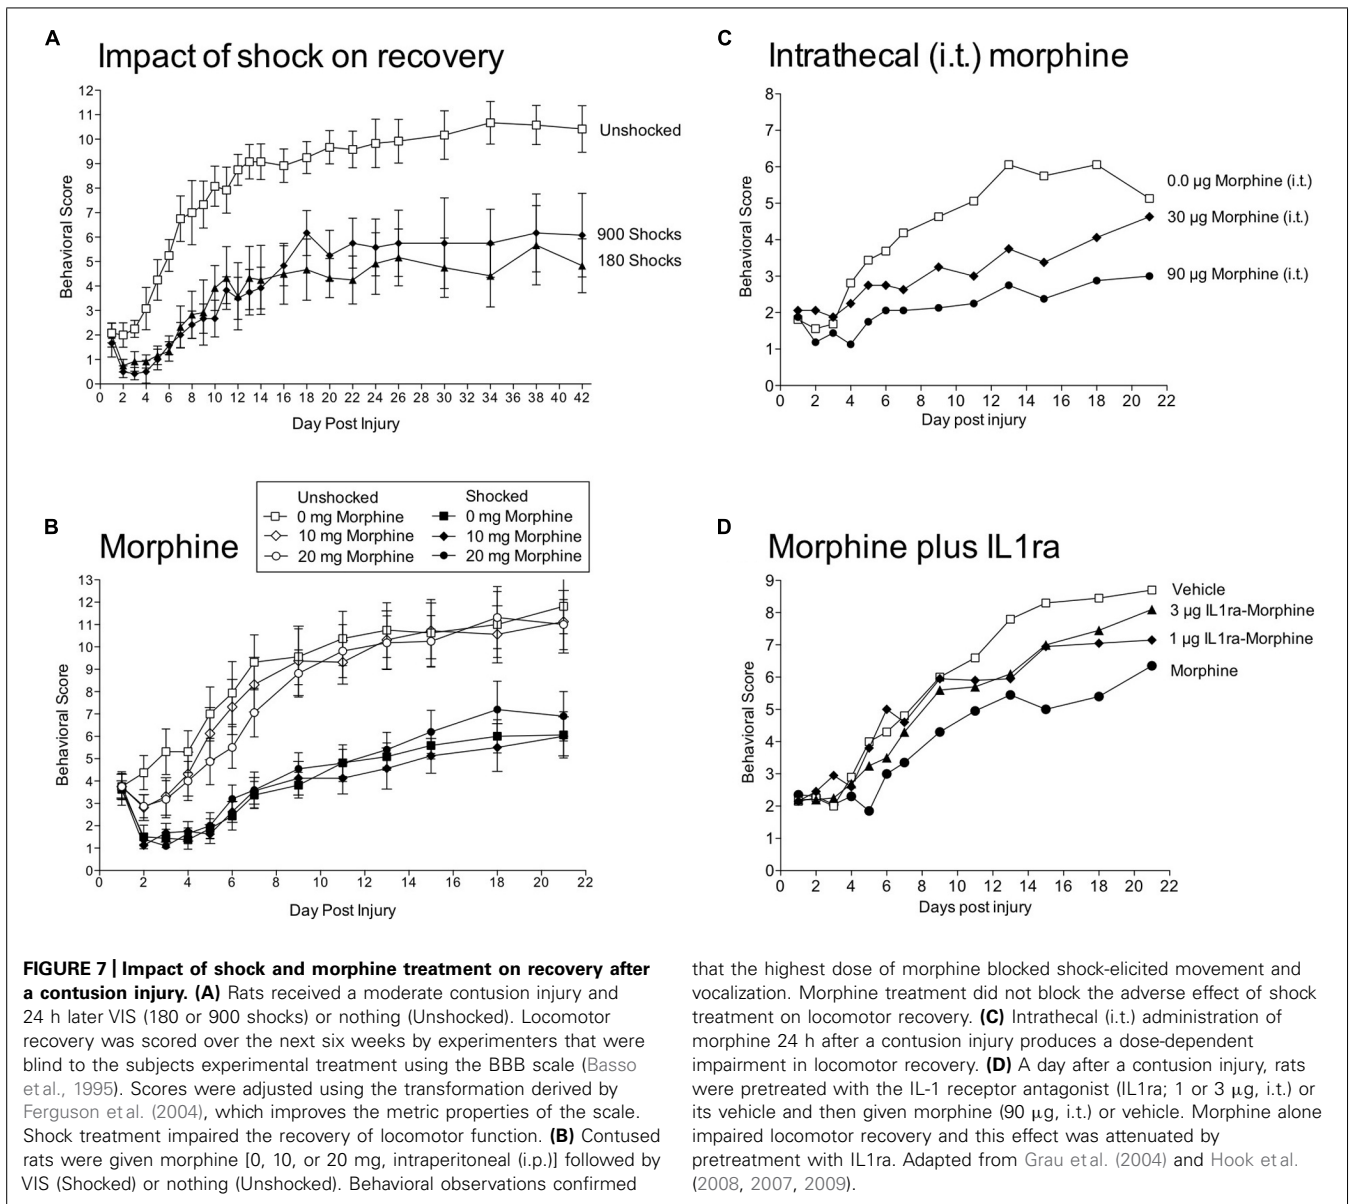 A
Impact of shock on recovery
12
11
10
9
8
7
6
5
4
3
2
1
0
Behavioral Score
Unshocked
900 Shocks
180 Shocks
0 2 4 6 8 10 12 14 16 18 20 22 24 26 28 30 32 34 36 38 40 42
Day Post Injury
C
Intrathecal (i.t.) morphine
8
7
6
5
4
3
2
1
0
Behavioral Score
0.0 µg Morphine (i.t.)
30 µg Morphine (i.t.)
90 µg Morphine (i.t.)
0 2 4 6 8 10 12 14 16 18 20 22
Day post injury
B
Morphine
Unshocked Shocked
0 mg Morphine 0 mg Morphine
10 mg Morphine 10 mg Morphine
20 mg Morphine 20 mg Morphine
13
12
11
10
9
8
7
6
5
4
3
2
1
0
Behavioral Score
0 2 4 6 8 10 12 14 16 18 20 22
Day Post Injury
D
Morphine plus IL1ra
9
8
7
6
5
4
3
2
1
0
Behavioral Score
Vehicle
3 µg IL1ra-Morphine
1 µg IL1ra-Morphine
Morphine
0 2 4 6 8 10 12 14 16 18 20 22
Days post injury
FIGURE 7 | Impact of shock and morphine treatment on recovery after
a contusion injury. (A) Rats received a moderate contusion injury and
24 h later VIS (180 or 900 shocks) or nothing (Unshocked). Locomotor
recovery was scored over the next six weeks by experimenters that were
blind to the subjects experimental treatment using the BBB scale (Basso
et al., 1995). Scores were adjusted using the transformation derived by
Ferguson et al. (2004), which improves the metric properties of the scale.
Shock treatment impaired the recovery of locomotor function. (B) Contused
rats were given morphine [0, 10, or 20 mg, intraperitoneal (i.p.)] followed by
VIS (Shocked) or nothing (Unshocked). Behavioral observations confirmed
that the highest dose of morphine blocked shock-elicited movement and
vocalization. Morphine treatment did not block the adverse effect of shock
treatment on locomotor recovery. (C) Intrathecal (i.t.) administration of
morphine 24 h after a contusion injury produces a dose-dependent
impairment in locomotor recovery. (D) A day after a contusion injury, rats
were pretreated with the IL-1 receptor antagonist (IL1ra; 1 or 3 µg, i.t.) or
its vehicle and then given morphine (90 µg, i.t.) or vehicle. Morphine alone
impaired locomotor recovery and this effect was attenuated by
pretreatment with IL1ra. Adapted from Grau et al. (2004) and Hook et al.
(2008, 2007, 2009).